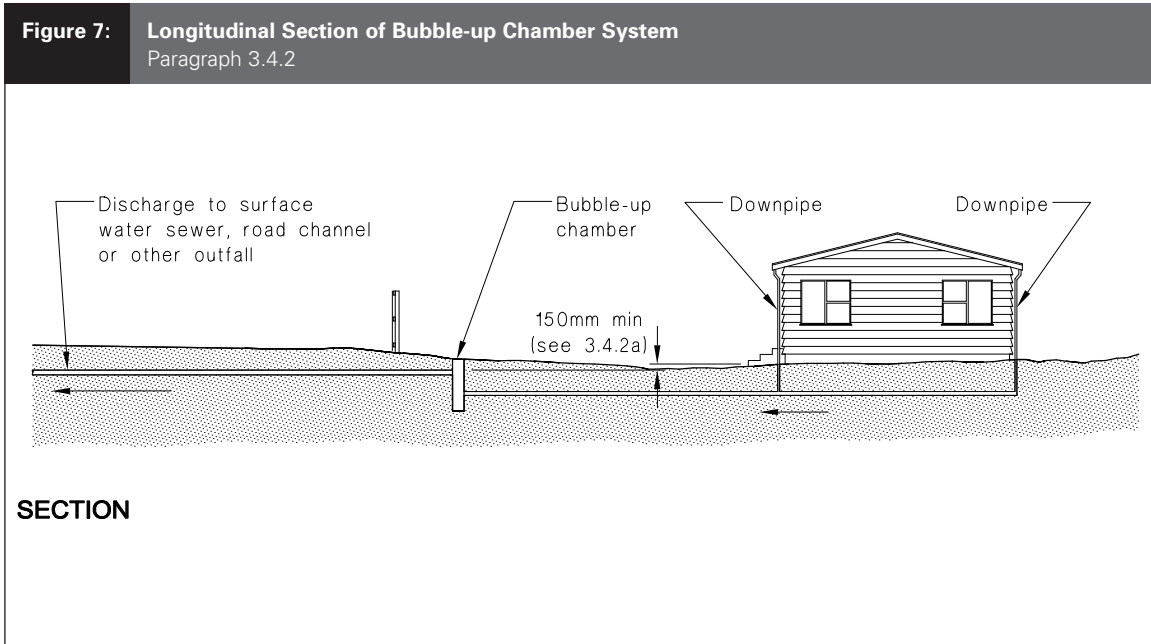 Figure 7:
Longitudinal Section of Bubble-up Chamber System
Paragraph 3.4.2
Discharge to surface
water sewer, road channel
or other outfall
Bubble-up
chamber
Downpipe
Downpipe
150mm min
(see 3.4.2a)
SECTION